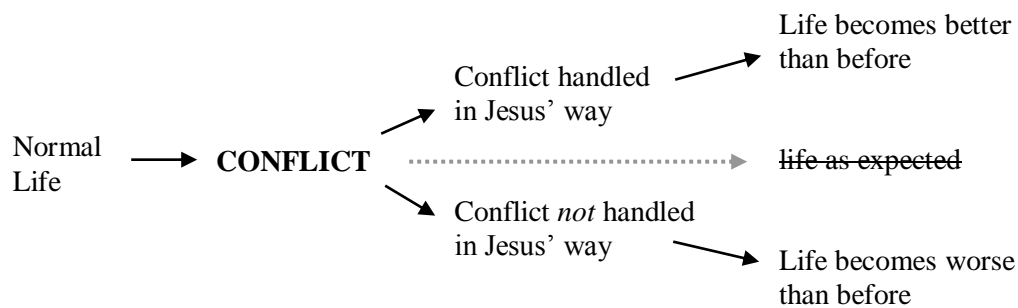 Life becomes better
than before
Conflict handled
in Jesus’ way
Normal
Life
CONFLICT
life as expected
Conflict not handled
in Jesus’ way
Life becomes worse
than before